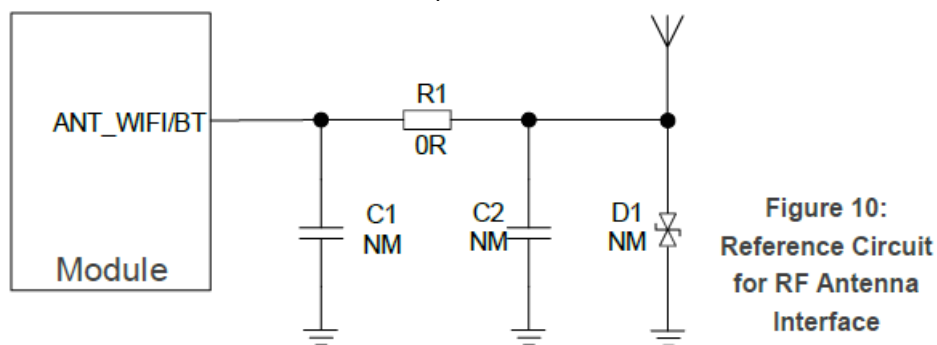 ANT_WIFI/BT
Module
R1
0R
C1
NM
C2
NM
D1
NM
Figure 10:
Reference Circuit
for RF Antenna
Interface